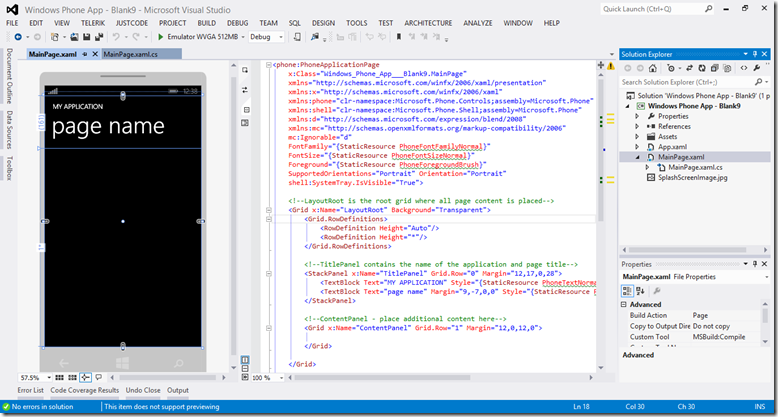 Windows Phone App - Blank9 - Microsoft Visual Studio
Quick Launch (Ctrl+Q)
FILE EDIT VIEW TELERIK JUSTCODE PROJECT BUILD DEBUG TEAM SQL DESIGN TOOLS TEST ARCHITECTURE ANALYZE WINDOW HELP
Emulator WVGA 512MB Debug
MainPage.xaml MainPage.xaml.cs
Document Outline
Data Sources
Toolbox
12:38
MY APPLICATION
page name
57.5%
<phone:PhoneApplicationPage
x:Class="Windows_Phone_App___Blank9.MainPage"
xmlns="http://schemas.microsoft.com/winfx/2006/xaml/presentation"
xmlns:x="http://schemas.microsoft.com/winfx/2006/xaml"
xmlns:phone="clr-namespace:Microsoft.Phone.Controls;assembly=Microsoft.Phone"
xmlns:shell="clr-namespace:Microsoft.Phone.Shell;assembly=Microsoft.Phone"
xmlns:d="http://schemas.microsoft.com/expression/blend/2008"
xmlns:mc="http://schemas.openxmlformats.org/markup-compatibility/2006"
mc:Ignorable="d"
FontFamily="{StaticResource PhoneFontFamilyNormal}"
FontSize="{StaticResource PhoneFontSizeNormal}"
Foreground="{StaticResource PhoneForegroundBrush}"
SupportedOrientations="Portrait" Orientation="Portrait"
shell:SystemTray.IsVisible="True">
<!--LayoutRoot is the root grid where all page content is placed-->
<Grid x:Name="LayoutRoot" Background="Transparent">
<Grid.RowDefinitions>
<RowDefinition Height="Auto"/>
<RowDefinition Height="*"/>
</Grid.RowDefinitions>
<!--TitlePanel contains the name of the application and page title-->
<StackPanel x:Name="TitlePanel" Grid.Row="0" Margin="12,17,0,28">
<TextBlock Text="MY APPLICATION" Style="{StaticResource PhoneTextNorma
<TextBlock Text="page name" Margin="9,-7,0,0" Style="{StaticResource P
</StackPanel>
<!--ContentPanel - place additional content here-->
<Grid x:Name="ContentPanel" Grid.Row="1" Margin="12,0,12,0">
</Grid>
</Grid>
100 %
Solution Explorer
Search Solution Explorer (Ctrl+;)
Solution 'Windows Phone App - Blank9' (1 p
Windows Phone App - Blank9
Properties
References
Assets
App.xaml
MainPage.xaml
MainPage.xaml.cs
SplashScreenImage.jpg
Properties
MainPage.xaml File Properties
Advanced
Build Action Page
Copy to Output Dire Do not copy
Custom Tool MSBuild:Compile
Advanced
Error List Code Coverage Results Undo Close Output
No errors in solution This item does not support previewing Ln 18 Col 30 Ch 30 INS